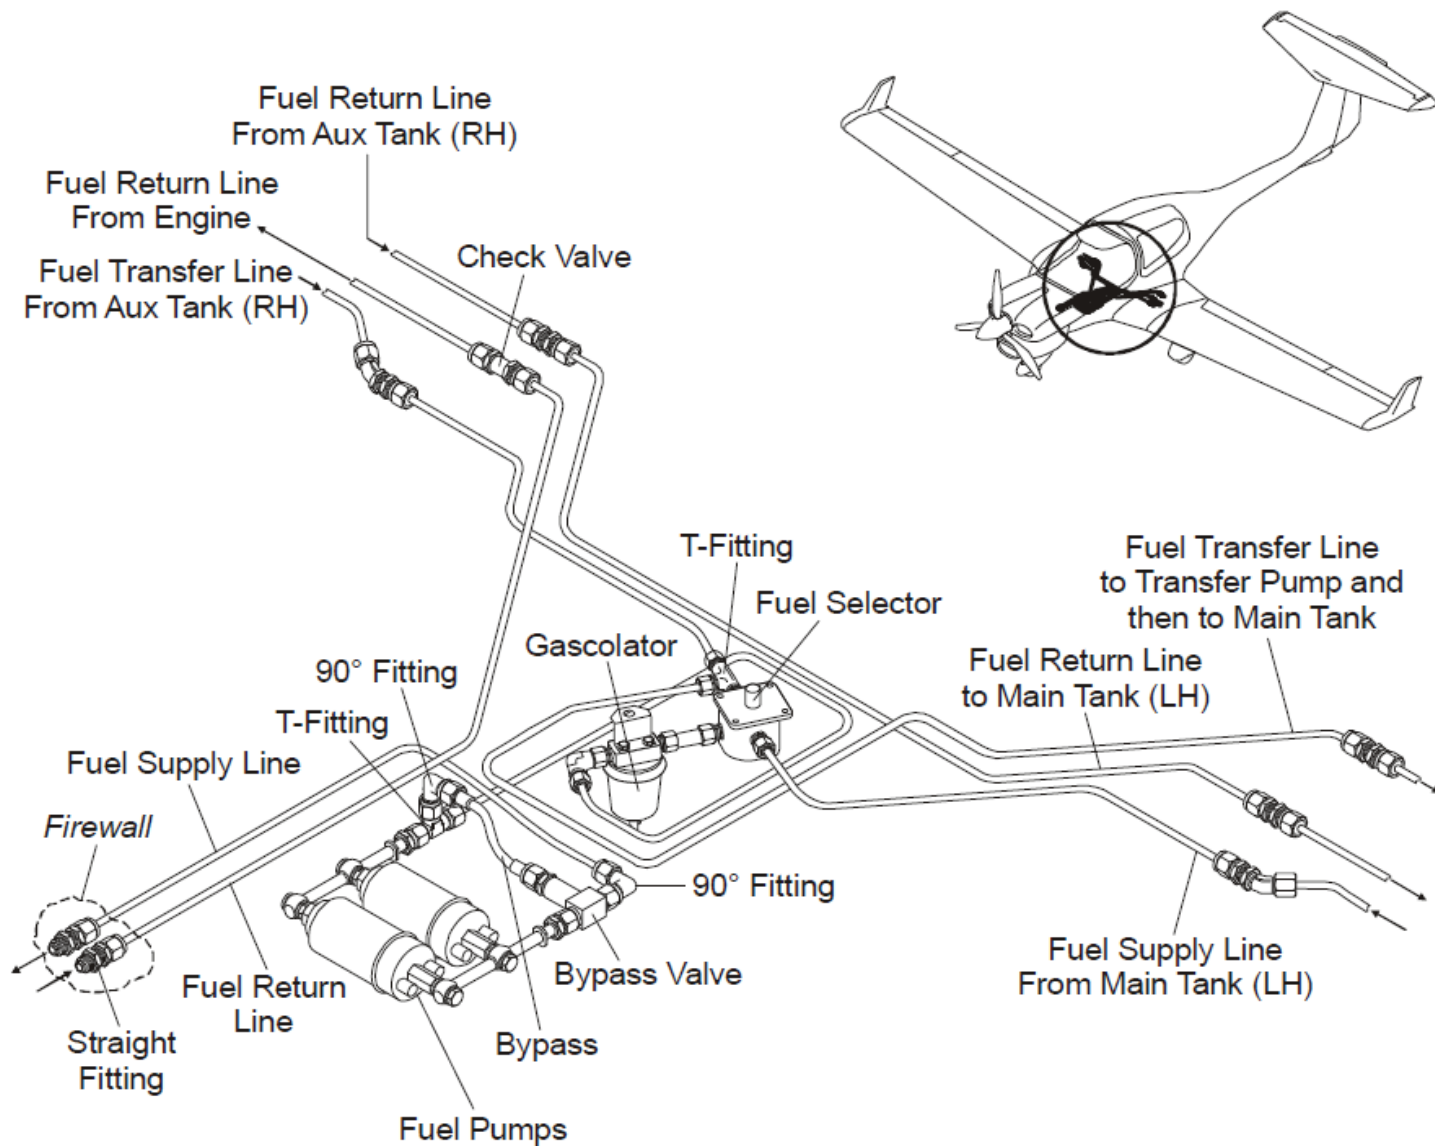 Fuel Return Line
From Aux Tank (RH)
Fuel Return Line
From Engine
Check Valve
Fuel Transfer Line
From Aux Tank (RH)
T-Fitting
Fuel Transfer Line
to Transfer Pump and
then to Main Tank
Fuel Selector
Gascolator
Fuel Return Line
to Main Tank (LH)
90° Fitting
T-Fitting
Fuel Supply Line
Firewall
90° Fitting
Bypass Valve
Fuel Supply Line
From Main Tank (LH)
Fuel Return
Line
Straight
Fitting
Bypass
Fuel Pumps